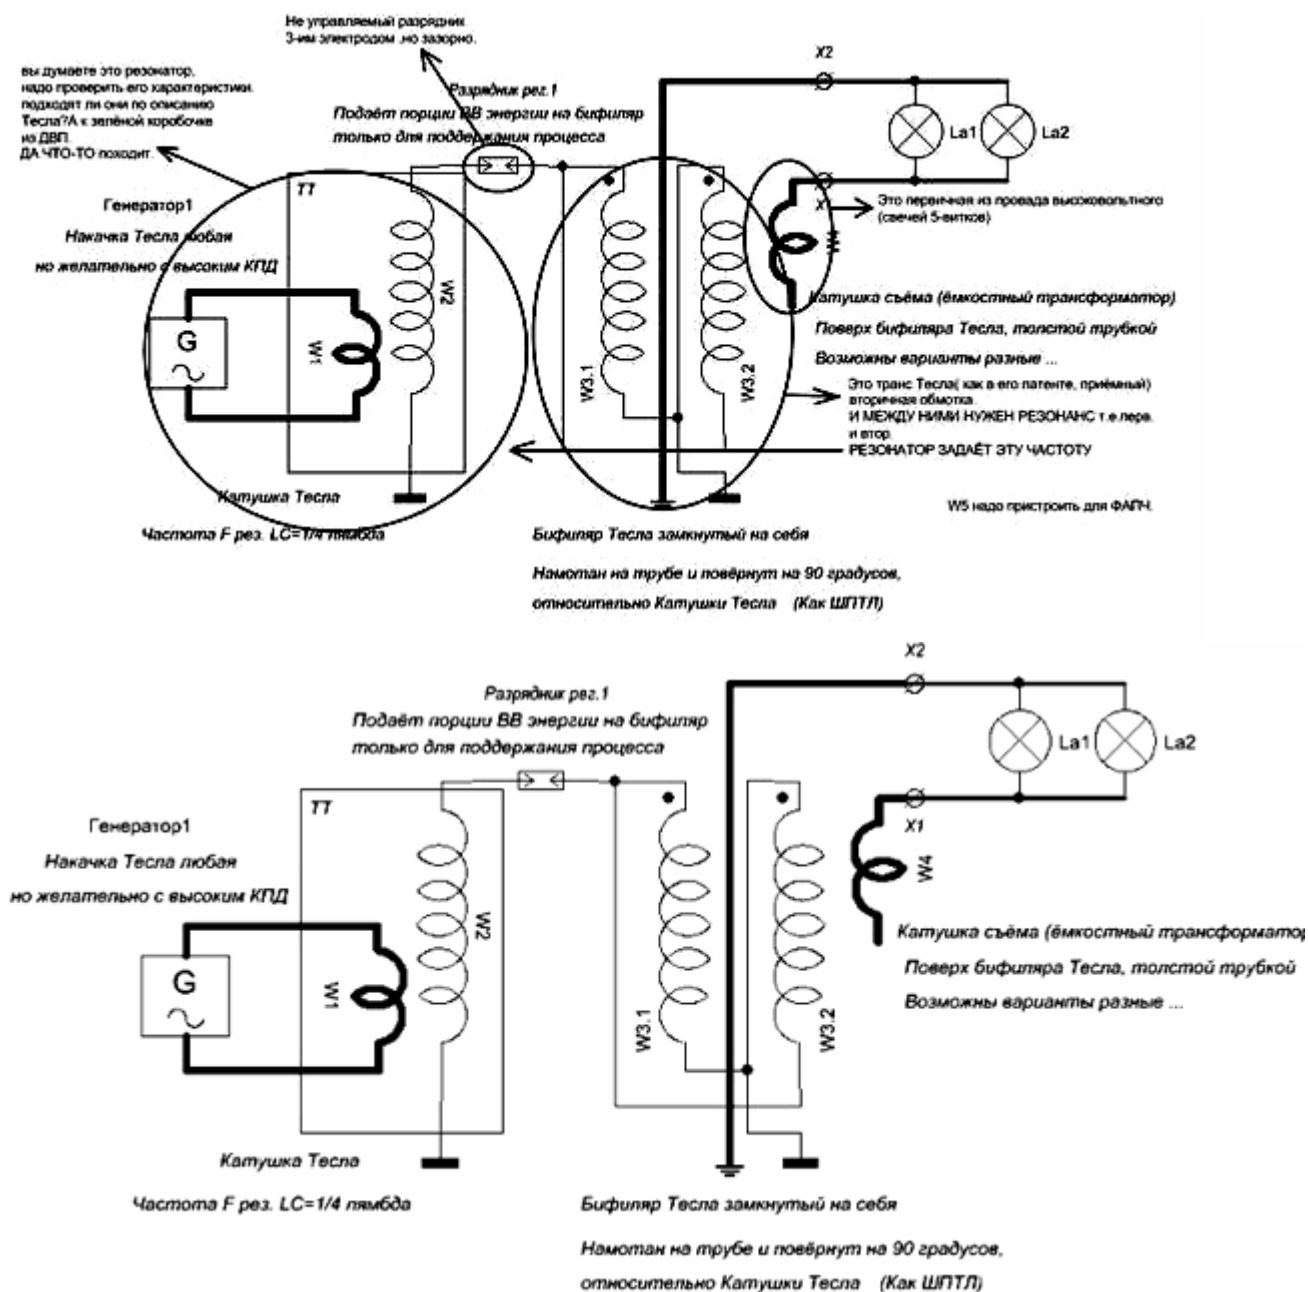 Не управляемый разрядник
3-им электродом ,но зазорно.
X2
вы думаете это резонатор,
надо проверить его характеристики.
подходят ли они по описанию
Тесла?А к зелёной коробочке
из ДВП.
ДА ЧТО-ТО походит.
Разрядник рег.1
Подаёт порции ВВ энергии на бифиляр
только для поддержания процесса
La1
La2
TT
Генератор1
Накачка Тесла любая
но желательно с высоким КПД
X
Это первичная из провада высоковольтного
(свечей 5-витков)
W4
W2
G
W1
W3.1
W3.2
Катушка съёма (ёмкостный трансформатор)
Поверх бифиляра Тесла, толстой трубкой
Возможны варианты разные ...
Это транс Тесла( как в его патенте, приёмный)
вторичная обмотка.
И МЕЖДУ НИМИ НУЖЕН РЕЗОНАНС т.е.перв.
и втор.
РЕЗОНАТОР ЗАДАЁТ ЭТУ ЧАСТОТУ
Катушка Тесла
W5 надо пристроить для ФАПЧ.
Частота F рез. LC=1/4 лямбда
Бифиляр Тесла замкнутый на себя
Намотан на трубе и повёрнут на 90 градусов,
относительно Катушки Тесла (Как ШПТЛ)
X2
Разрядник рег.1
Подаёт порции ВВ энергии на бифиляр
только для поддержания процесса
La1
La2
TT
Генератор1
Накачка Тесла любая
но желательно с высоким КПД
X1
W4
W2
G
W1
W3.1
W3.2
Катушка съёма (ёмкостный трансформатор
Поверх бифиляра Тесла, толстой трубкой
Возможны варианты разные ...
Катушка Тесла
Частота F рез. LC=1/4 лямбда
Бифиляр Тесла замкнутый на себя
Намотан на трубе и повёрнут на 90 градусов,
относительно Катушки Тесла (Как ШПТЛ)